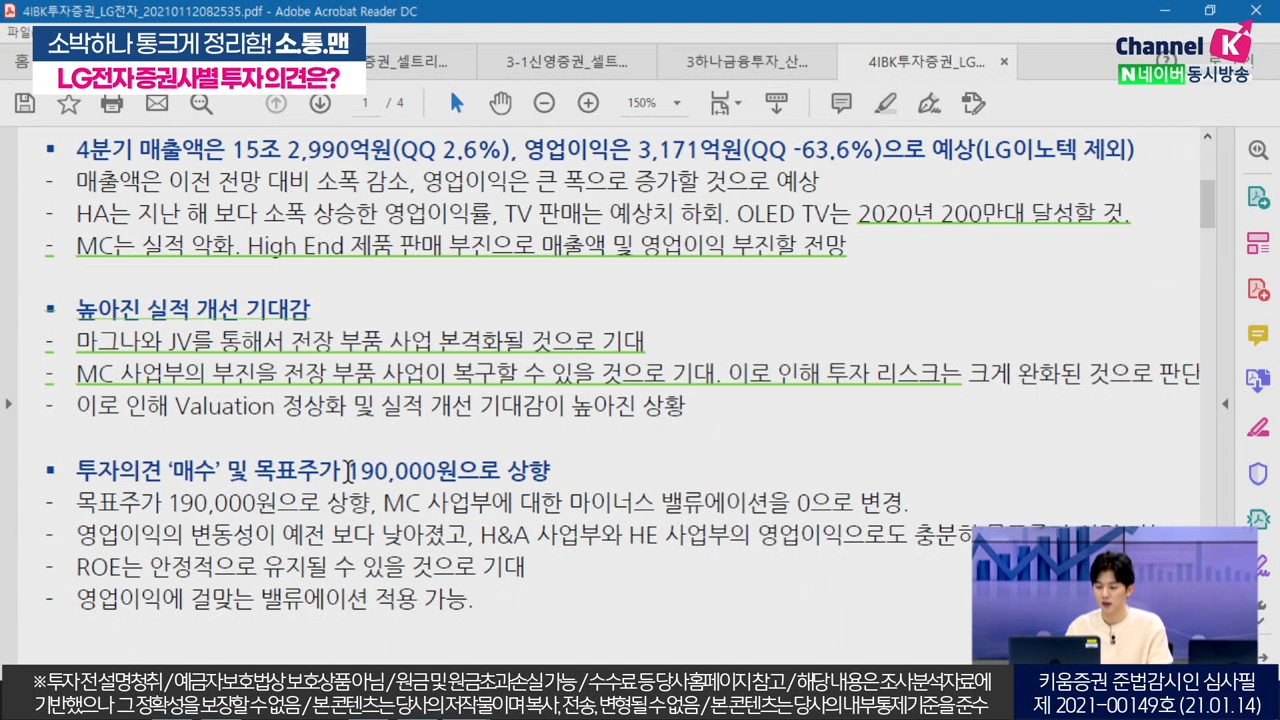 4IBK투자증권_LG전자_20210112082535.pdf - Adobe Acrobat Reader DC
소박하나 통크게 정리함! 소.통.맨
LG전자 증권사별 투자 의견은?
Channel K
N 네이버 동시방송
파일
홈
증권_셀트리...
3-1신영증권_셀트...
3하나금융투자_산...
4IBK투자증권_LG... ×
1 / 4
150%
▪ 4분기 매출액은 15조 2,990억원(QQ 2.6%), 영업이익은 3,171억원(QQ -63.6%)으로 예상(LG이노텍 제외)
- 매출액은 이전 전망 대비 소폭 감소, 영업이익은 큰 폭으로 증가할 것으로 예상
- HA는 지난 해 보다 소폭 상승한 영업이익률, TV 판매는 예상치 하회. OLED TV는 2020년 200만대 달성할 것.
- MC는 실적 악화. High End 제품 판매 부진으로 매출액 및 영업이익 부진할 전망
▪ 높아진 실적 개선 기대감
- 마그나와 JV를 통해서 전장 부품 사업 본격화될 것으로 기대
- MC 사업부의 부진을 전장 부품 사업이 복구할 수 있을 것으로 기대. 이로 인해 투자 리스크는 크게 완화된 것으로 판단
- 이로 인해 Valuation 정상화 및 실적 개선 기대감이 높아진 상황
▪ 투자의견 '매수' 및 목표주가 190,000원으로 상향
- 목표주가 190,000원으로 상향, MC 사업부에 대한 마이너스 밸류에이션을 0으로 변경.
- 영업이익의 변동성이 예전 보다 낮아졌고, H&A 사업부와 HE 사업부의 영업이익으로도 충분히
- ROE는 안정적으로 유지될 수 있을 것으로 기대
- 영업이익에 걸맞는 밸류에이션 적용 가능.
※ 투자 전 설명청취 / 예금자보호법상 보호상품 아님 / 원금 및 원금초과손실 가능 / 수수료 등 당사홈페이지 참고 / 해당 내용은 조사분석자료에
기반했으나 그 정확성을 보장할 수 없음 / 본 콘텐츠는 당사의 저작물이며 복사, 전송, 변형될 수 없음 / 본 콘텐츠는 당사의 내부통제기준을 준수
키움증권 준법감시인 심사필
제 2021-00149호 (21.01.14)